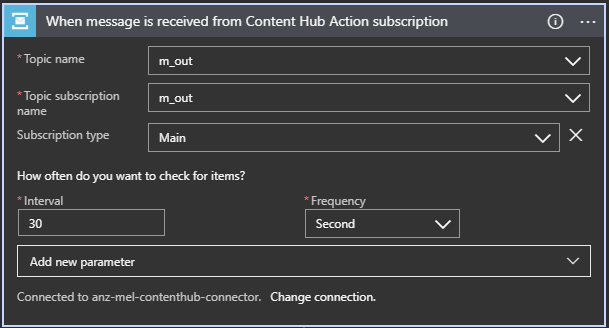 When message is received from Content Hub Action subscription
* Topic name
m_out
* Topic subscription name
m_out
Subscription type
Main
How often do you want to check for items?
* Interval
* Frequency
30
Second
Add new parameter
Connected to anz-mel-contenthub-connector. Change connection.